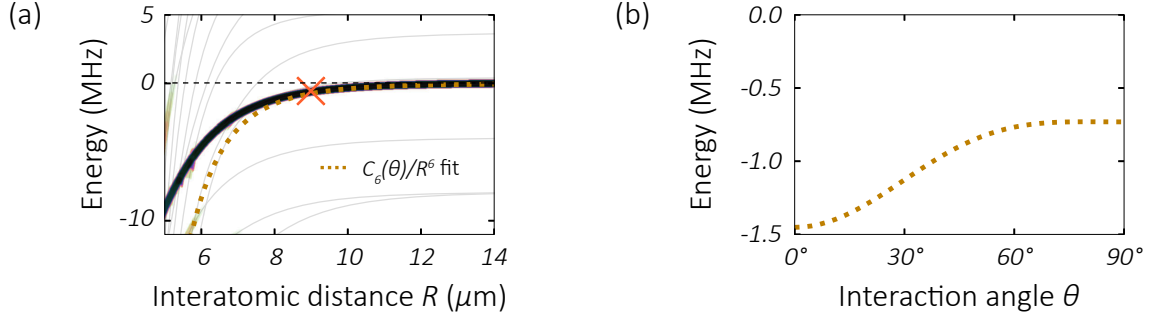 (a)
Energy (MHz)
5
0
-10
C₆(θ)/R⁶ fit
6 8 10 12 14
Interatomic distance R (μm)
(b)
Energy (MHz)
0.0
-0.5
-1.0
-1.5
0° 30° 60° 90°
Interaction angle θ